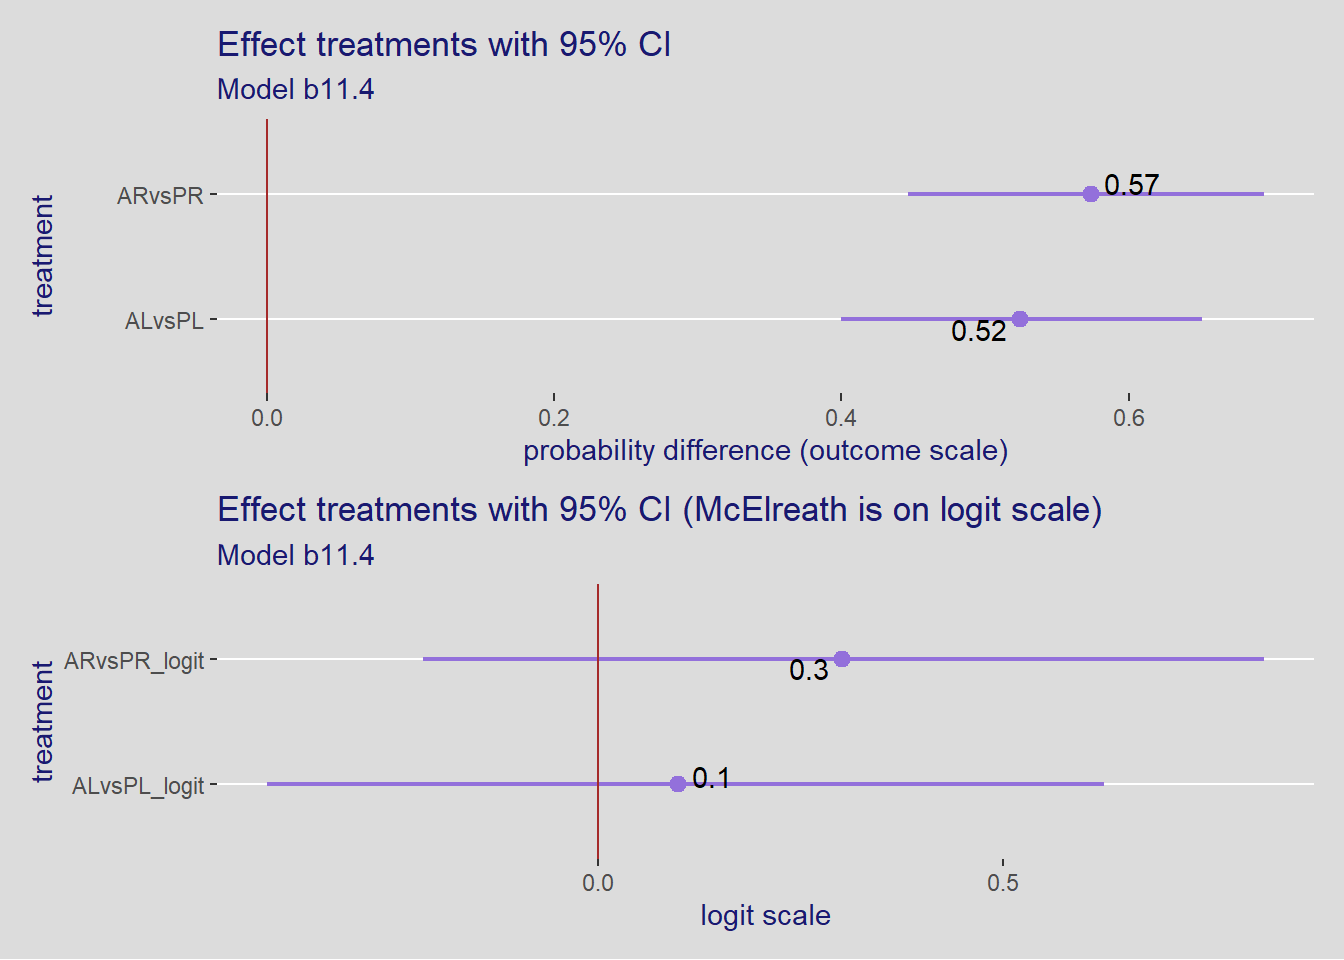 Effect treatments with 95% CI
Model b11.4
treatment
ARvsPR
0.57
ALvsPL
0.52
0.0 0.2 0.4 0.6
probability difference (outcome scale)
Effect treatments with 95% CI (McElreath is on logit scale)
Model b11.4
treatment
ARvsPR_logit
0.3
ALvsPL_logit
0.1
0.0 0.5
logit scale